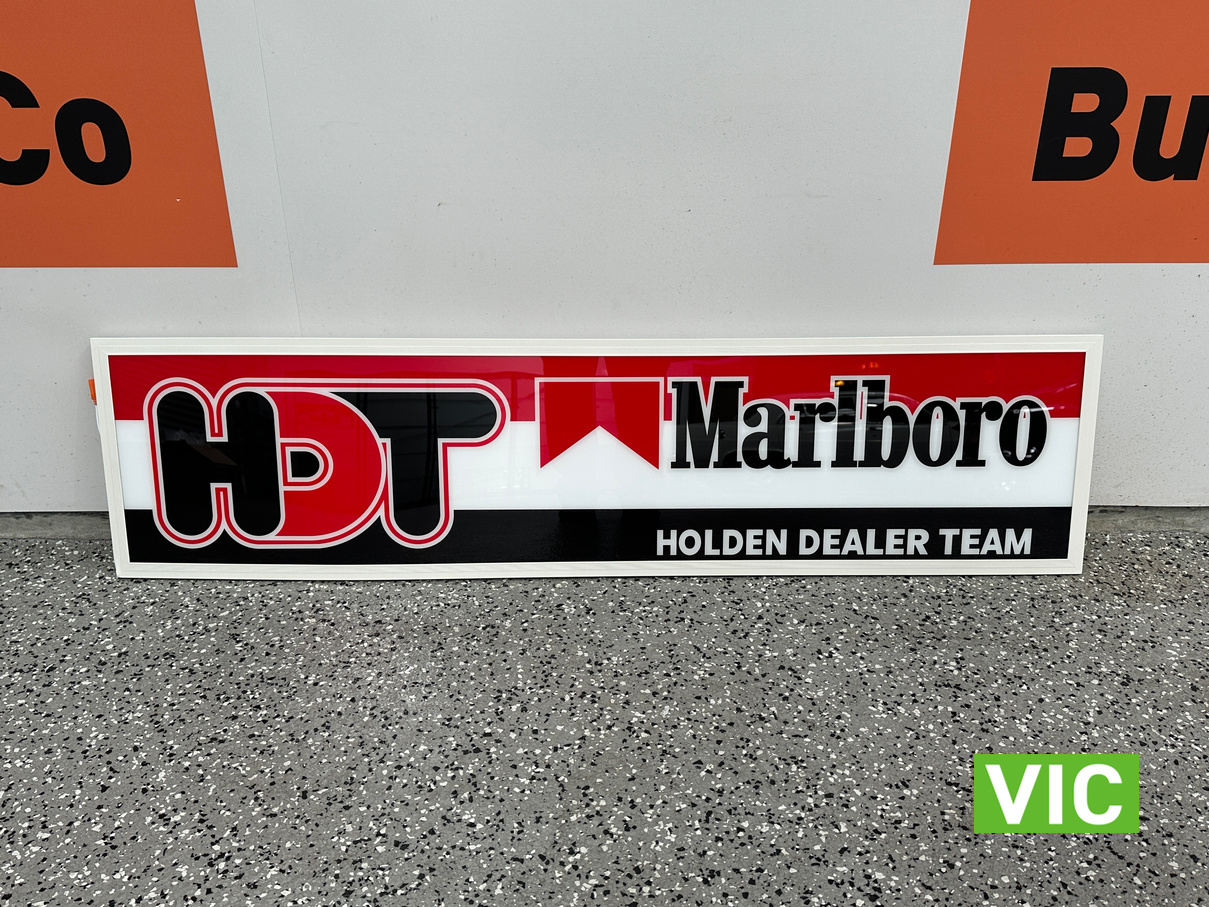 Co
Bu
HDT
Marlboro
HOLDEN DEALER TEAM
VIC